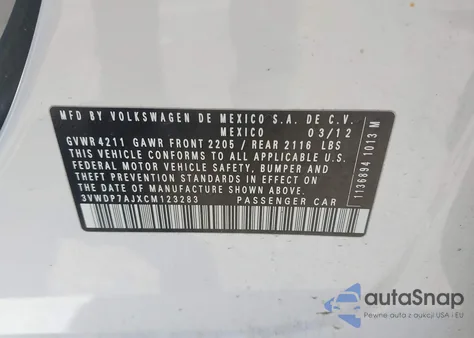 MFD BY VOLKSWAGEN DE MEXICO S.A. DE C.V.
MEXICO 03/12
GVWR 4211 GAWR FRONT 2205 / REAR 2116 LBS
THIS VEHICLE CONFORMS TO ALL APPLICABLE U.S.
FEDERAL MOTOR VEHICLE SAFETY, BUMPER AND
THEFT PREVENTION STANDARDS IN EFFECT ON THE
DATE OF MANUFACTURE SHOWN ABOVE.
3VWDP7AJXCM123283 PASSENGER CAR
1136894 1013 M
autoSnap
Pewne auta z aukcji USA i EU